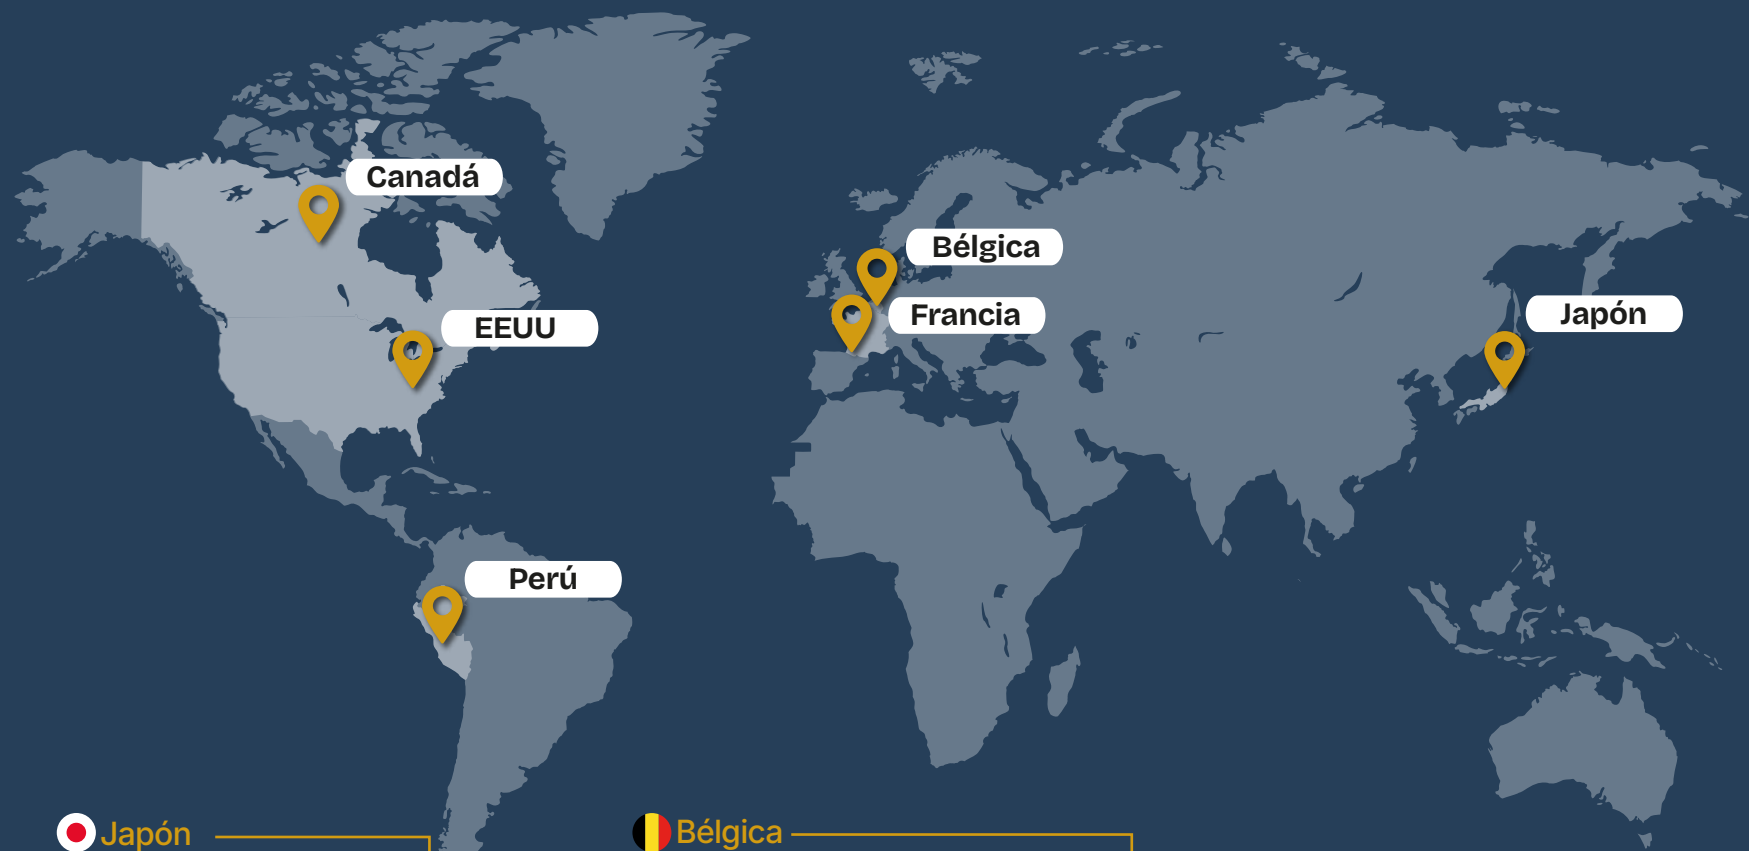 Canadá
Bélgica
Francia
Japón
EEUU
Perú
Japón
Bélgica